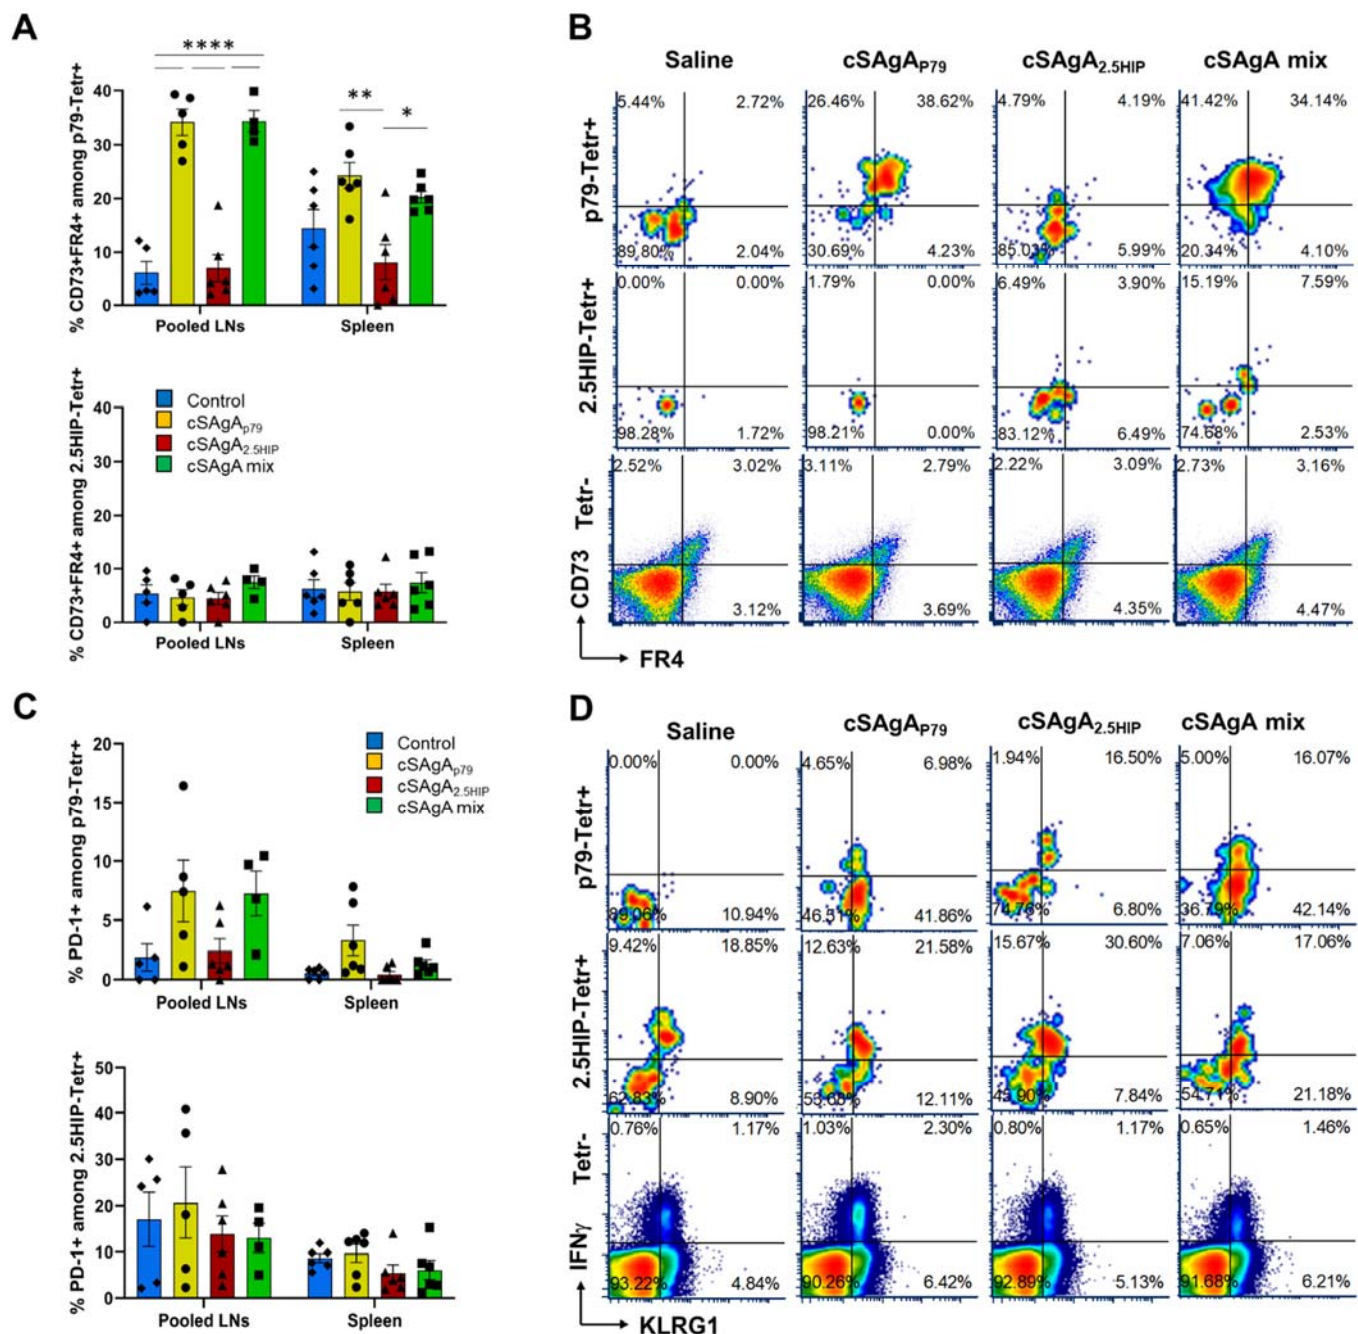 A
% CD73+FR4+ among p79-Tetr+
40
30
20
10
0
****
**
*
Pooled LNs
Spleen
% CD73+FR4+ among 2.5HIP-Tetr+
40
30
20
10
0
Control
cSAgAp79
cSAgA2.5HIP
cSAgA mix
Pooled LNs
Spleen
B
Saline cSAgAP79 cSAgA2.5HIP cSAgA mix
p79-Tetr+
5.44% 2.72% 26.46% 38.62% 4.79% 4.19% 41.42% 34.14%
89.80% 2.04% 30.69% 4.23% 85.03% 5.99% 20.34% 4.10%
2.5HIP-Tetr+
0.00% 0.00% 1.79% 0.00% 6.49% 3.90% 15.19% 7.59%
98.28% 1.72% 98.21% 0.00% 83.12% 6.49% 74.68% 2.53%
Tetr-
2.52% 3.02% 3.11% 2.79% 2.22% 3.09% 2.73% 3.16%
3.12% 3.69% 4.35% 4.47%
CD73
FR4
C
% PD-1+ among p79-Tetr+
20
15
10
5
0
Control
cSAgAp79
cSAgA2.5HIP
cSAgA mix
Pooled LNs
Spleen
% PD-1+ among 2.5HIP-Tetr+
50
40
30
20
10
0
Pooled LNs
Spleen
D
Saline cSAgAP79 cSAgA2.5HIP cSAgA mix
p79-Tetr+
0.00% 0.00% 4.65% 6.98% 1.94% 16.50% 5.00% 16.07%
89.06% 10.94% 46.51% 41.86% 74.76% 6.80% 36.79% 42.14%
2.5HIP-Tetr+
9.42% 18.85% 12.63% 21.58% 15.67% 30.60% 7.06% 17.06%
62.83% 8.90% 12.11% 45.90% 7.84% 54.71% 21.18%
Tetr-
0.76% 1.17% 1.03% 2.30% 0.80% 1.17% 0.65% 1.46%
93.22% 4.84% 90.26% 6.42% 92.89% 5.13% 91.68% 6.21%
IFNγ
KLRG1